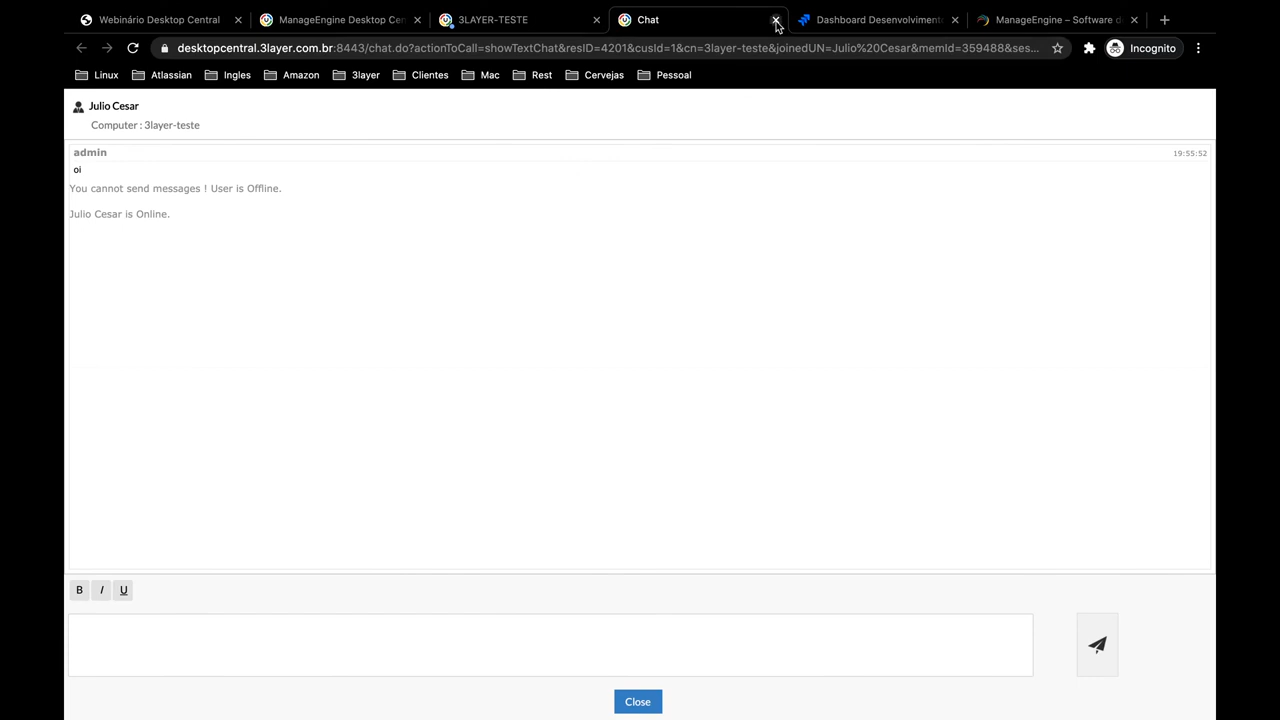 Webinário Desktop Central
ManageEngine Desktop Cen
3LAYER-TESTE
Chat
Dashboard Desenvolviment
ManageEngine – Software d
desktopcentral.3layer.com.br:8443/chat.do?actionToCall=showTextChat&resID=4201&cusId=1&cn=3layer-teste&joinedUN=Julio%20Cesar&memId=359488&ses...
Incognito
Linux
Atlassian
Ingles
Amazon
3layer
Clientes
Mac
Rest
Cervejas
Pessoal
Julio Cesar
Computer : 3layer-teste
admin
19:55:52
oi
You cannot send messages ! User is Offline.
Julio Cesar is Online.
B I U
Close